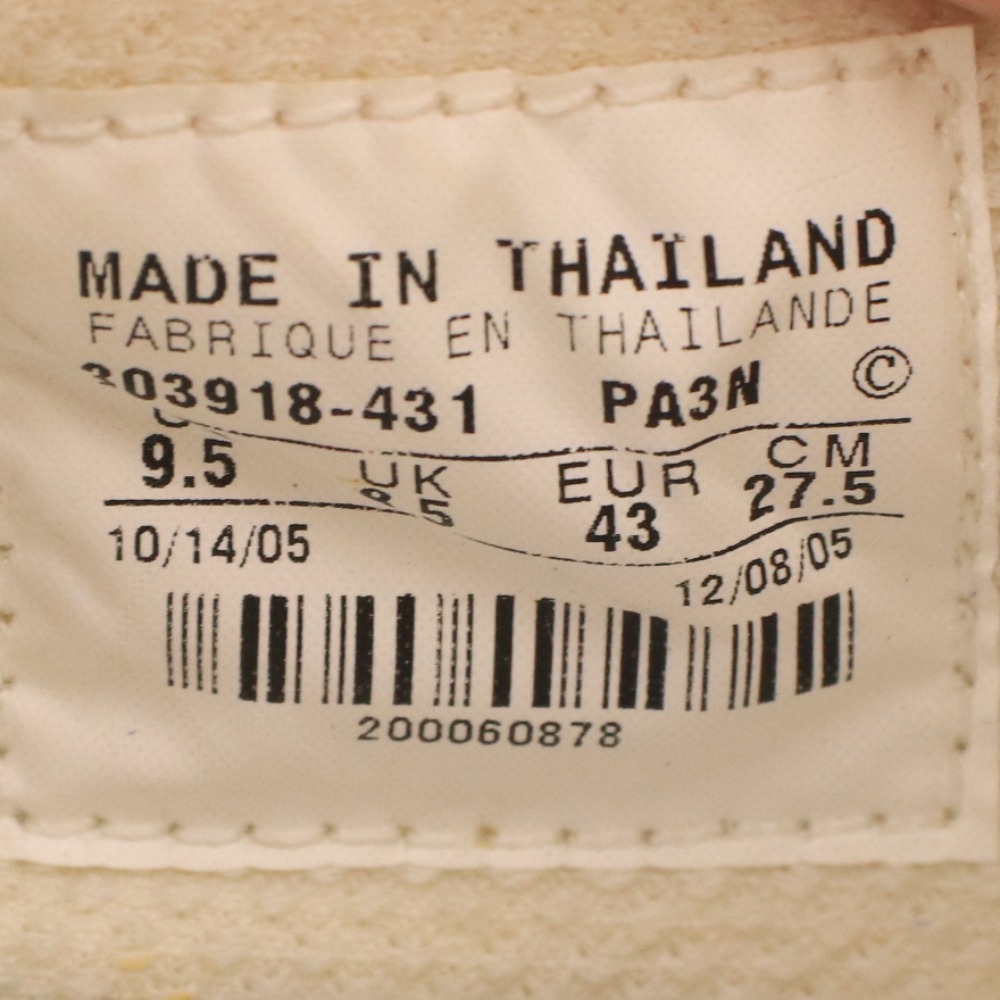 MADE IN THAILAND
FABRIQUE EN THAILANDE
303918-431 PA3N ©
UK EUR CM
9.5 43 27.5
10/14/05 12/08/05
200060878